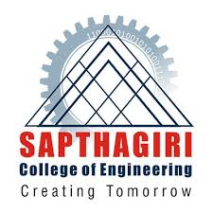 SAPTHAGIRI
College of Engineering
Creating Tomorrow